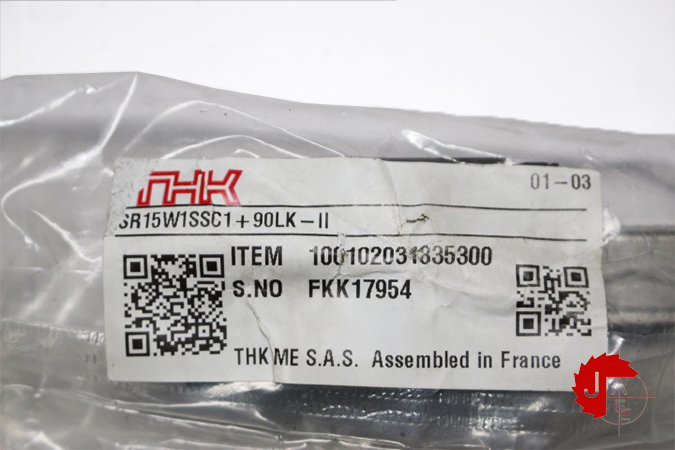 THK
01-03
SR15W1SSC1+90LK-II
ITEM 100102031835300
S.NO FKK17954
THK ME S.A.S. Assembled in France
J